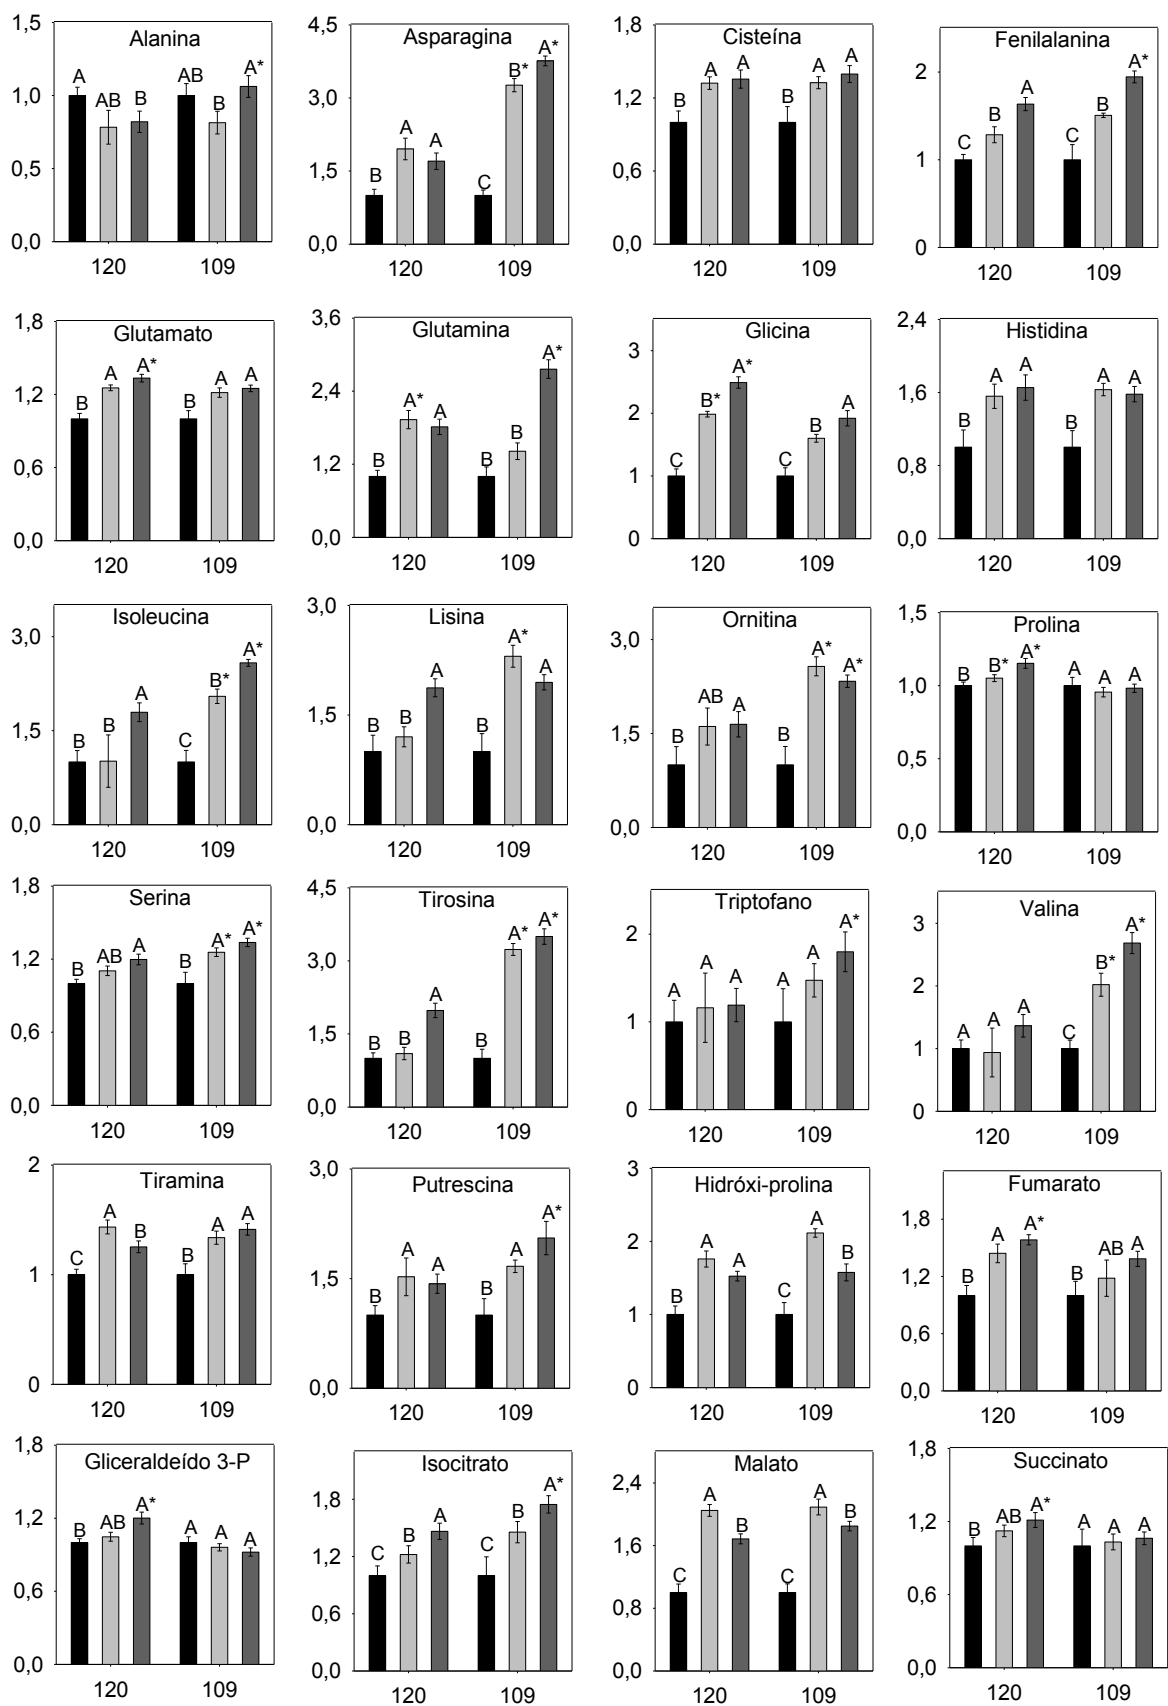 Alanina
1,5
1,0
0,5
0,0
A AB B AB B A*
120 109
Asparagina
4,5
3,0
1,5
0,0
B A A C B* A*
120 109
Cisteína
1,8
1,2
0,6
0,0
B A A B A A
120 109
Fenilalanina
2
1
0
C B A C B A*
120 109
Glutamato
1,8
1,2
0,6
0,0
B A A* B A A
120 109
Glutamina
3,6
2,4
1,2
0,0
B A* A B B A*
120 109
Glicina
3
2
1
0
C B* A* C B A
120 109
Histidina
2,4
1,6
0,8
0,0
B A A B A A
120 109
Isoleucina
3,0
1,5
0,0
B B A C B* A*
120 109
Lisina
3,0
1,5
0,0
B B A B A* A
120 109
Ornitina
3,0
1,5
0,0
B AB A B A* A*
120 109
Prolina
1,5
1,0
0,5
0,0
B B* A* A A A
120 109
Serina
1,8
1,2
0,6
0,0
B AB A B A* A*
120 109
Tirosina
4,5
3,0
1,5
0,0
B B A B A* A*
120 109
Triptofano
2
1
0
A A A A A A*
120 109
Valina
3
2
1
0
A A A C B* A*
120 109
Tiramina
2
1
0
C A B B A A
120 109
Putrescina
3,0
1,5
0,0
B A A B A A*
120 109
Hidróxi-prolina
3
2
1
0
B A A C A B
120 109
Fumarato
1,8
1,2
0,6
0,0
B A A* B AB A
120 109
Gliceraldeído 3-P
1,8
1,2
0,6
0,0
B AB A* A A A
120 109
Isocitrato
1,8
1,2
0,6
0,0
C B A C B A*
120 109
Malato
2,4
1,6
0,8
0,0
C A B C A B
120 109
Succinato
1,8
1,2
0,6
0,0
B AB A* A A A
120 109